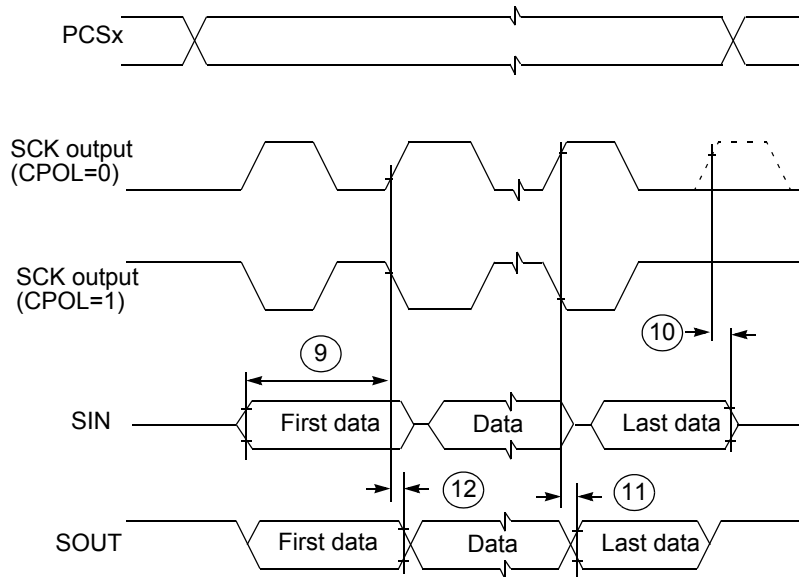 PCSx
SCK output
(CPOL=0)
SCK output
(CPOL=1)
10
9
SIN
First data
Data
Last data
12
11
SOUT
First data
Data
Last data